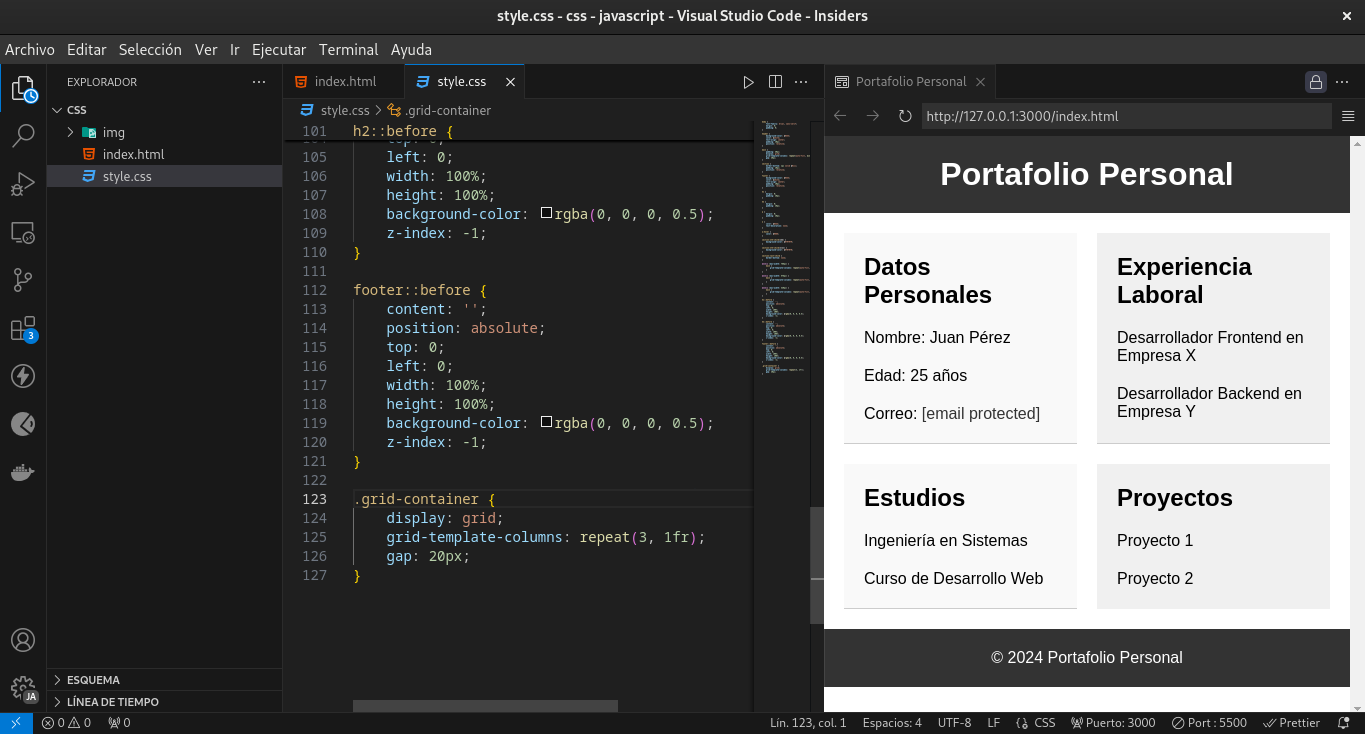 style.css - css - javascript - Visual Studio Code - Insiders
Archivo Editar Selección Ver Ir Ejecutar Terminal Ayuda
EXPLORADOR
CSS
img
index.html
style.css
3
JA
ESQUEMA
LÍNEA DE TIEMPO
index.html
style.css
style.css > .grid-container
101 h2::before {
105 left: 0;
106 width: 100%;
107 height: 100%;
108 background-color: rgba(0, 0, 0, 0.5);
109 z-index: -1;
110 }
111
112 footer::before {
113 content: '';
114 position: absolute;
115 top: 0;
116 left: 0;
117 width: 100%;
118 height: 100%;
119 background-color: rgba(0, 0, 0, 0.5);
120 z-index: -1;
121 }
122
123 .grid-container {
124 display: grid;
125 grid-template-columns: repeat(3, 1fr);
126 gap: 20px;
127 }
Portafolio Personal
http://127.0.0.1:3000/index.html
Portafolio Personal
Datos
Personales
Nombre: Juan Pérez
Edad: 25 años
Correo: [email protected]
Experiencia
Laboral
Desarrollador Frontend en
Empresa X
Desarrollador Backend en
Empresa Y
Estudios
Ingeniería en Sistemas
Curso de Desarrollo Web
Proyectos
Proyecto 1
Proyecto 2
© 2024 Portafolio Personal
0 0 0 Lín. 123, col. 1 Espacios: 4 UTF-8 LF CSS Puerto: 3000 Port : 5500 Prettier